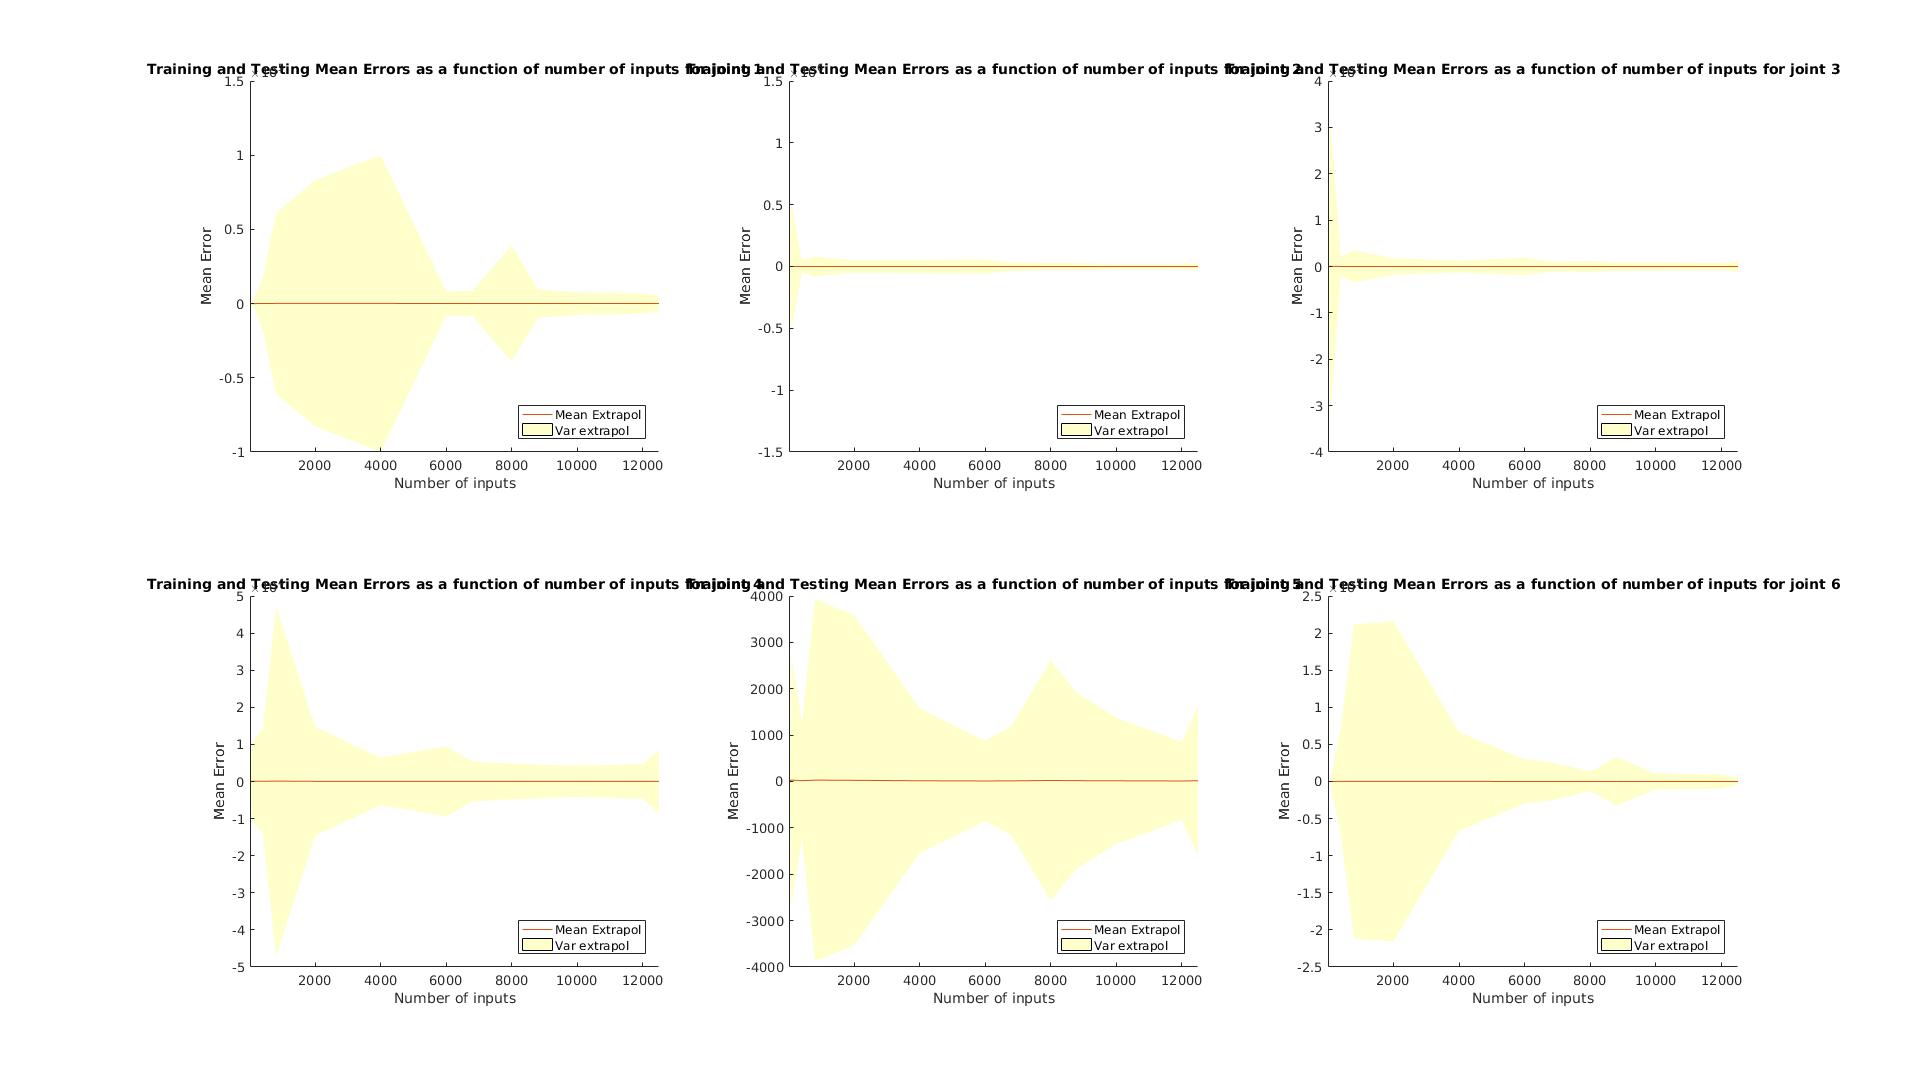 Training and Testing Mean Errors as a function of number of inputs for joint 1
1.5
1
0.5
0
-0.5
-1
Mean Error
2000 4000 6000 8000 10000 12000
Number of inputs
Mean Extrapol
Var extrapol
Training and Testing Mean Errors as a function of number of inputs for joint 2
1.5
1
0.5
0
-0.5
-1
-1.5
Mean Error
2000 4000 6000 8000 10000 12000
Number of inputs
Mean Extrapol
Var extrapol
Training and Testing Mean Errors as a function of number of inputs for joint 3
4
3
2
1
0
-1
-2
-3
-4
Mean Error
2000 4000 6000 8000 10000 12000
Number of inputs
Mean Extrapol
Var extrapol
Training and Testing Mean Errors as a function of number of inputs for joint 4
5
4
3
2
1
0
-1
-2
-3
-4
-5
Mean Error
2000 4000 6000 8000 10000 12000
Number of inputs
Mean Extrapol
Var extrapol
Training and Testing Mean Errors as a function of number of inputs for joint 5
4000
3000
2000
1000
0
-1000
-2000
-3000
-4000
Mean Error
2000 4000 6000 8000 10000 12000
Number of inputs
Mean Extrapol
Var extrapol
Training and Testing Mean Errors as a function of number of inputs for joint 6
2.5
2
1.5
1
0.5
0
-0.5
-1
-1.5
-2
-2.5
Mean Error
2000 4000 6000 8000 10000 12000
Number of inputs
Mean Extrapol
Var extrapol